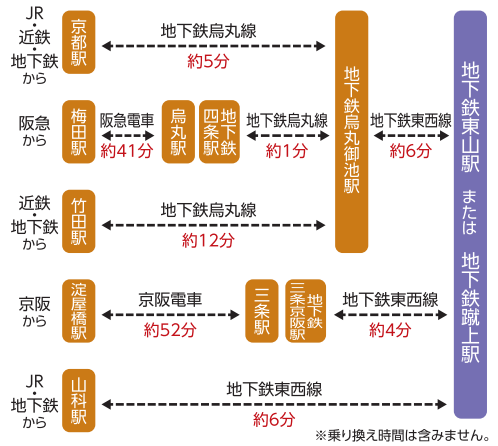 JR
・
近鉄
・
地下鉄
から
京都駅
地下鉄烏丸線
約5分
阪急
から
梅田駅
阪急電車
約41分
烏丸駅
地下鉄
四条駅
地下鉄烏丸線
約1分
近鉄
・
地下鉄
から
竹田駅
地下鉄烏丸線
約12分
地下鉄烏丸御池駅
地下鉄東西線
約6分
京阪
から
淀屋橋駅
京阪電車
約52分
三条駅
地下鉄
三条京阪駅
地下鉄東西線
約4分
JR
・
地下鉄
から
山科駅
地下鉄東西線
約6分
地下鉄東山駅 または 地下鉄蹴上駅
※乗り換え時間は含みません。